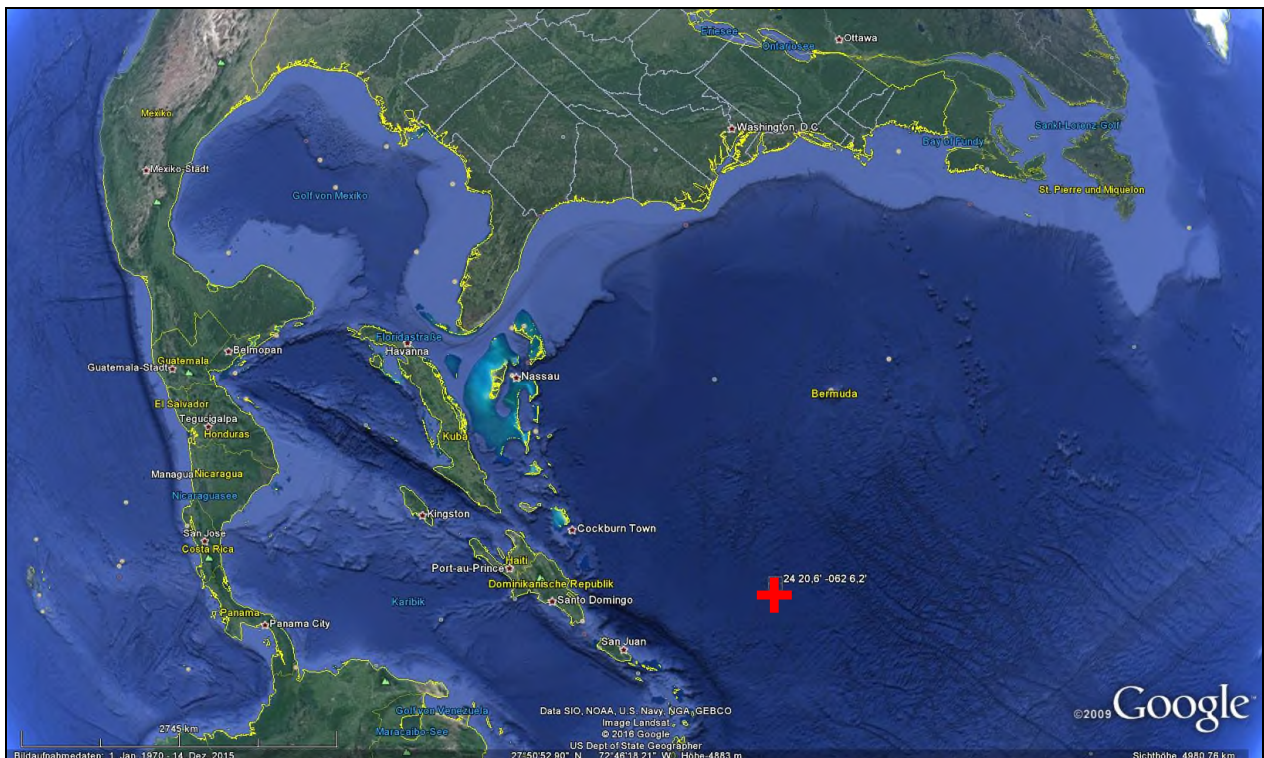 Eriesee
Ottawa
Ontariosee
Mexiko
Washington, D.C.
Sankt-Lorenz-Golf
Bay of Fundy
Mexiko-Stadt
Golf von Mexiko
St. Pierre und Miquelon
Floridastraße
Havanna
Belmopan
Guatemala
Guatemala-Stadt
Nassau
Bermuda
El Salvador
Tegucigalpa
Honduras
Kuba
Managua
Nicaragua
Nicaraguasee
Kingston
Cockburn Town
San José
Costa Rica
Haiti
Port-au-Prince
Dominikanische Republik
24 20,6' -062 6,2'
Karibik
Santo Domingo
Panama
Panama City
San Juan
Golf von Venezuela
Maracaibo-See
2745 km
Data SIO, NOAA, U.S. Navy, NGA, GEBCO
Image Landsat
© 2016 Google
US Dept of State Geographer
©2009 Google
Bildaufnahmedaten: 1. Jan. 1970 - 14. Dez. 2015
27°50'52.90" N 72°46'18.21" W Höhe -4883 m
Sichthöhe 4980.76 km